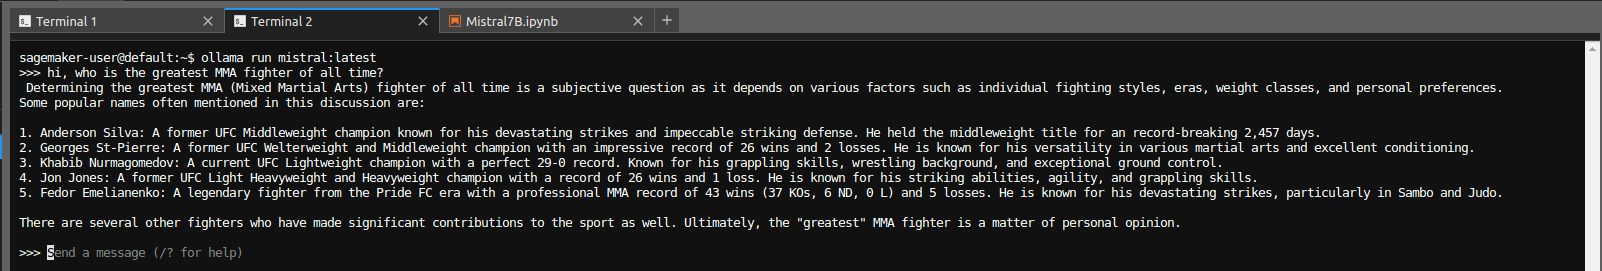 Terminal 1
Terminal 2
Mistral7B.ipynb
sagemaker-user@default:~$ ollama run mistral:latest
>>> hi, who is the greatest MMA fighter of all time?
Determining the greatest MMA (Mixed Martial Arts) fighter of all time is a subjective question as it depends on various factors such as individual fighting styles, eras, weight classes, and personal preferences.
Some popular names often mentioned in this discussion are:
1. Anderson Silva: A former UFC Middleweight champion known for his devastating strikes and impeccable striking defense. He held the middleweight title for an record-breaking 2,457 days.
2. Georges St-Pierre: A former UFC Welterweight and Middleweight champion with an impressive record of 26 wins and 2 losses. He is known for his versatility in various martial arts and excellent conditioning.
3. Khabib Nurmagomedov: A current UFC Lightweight champion with a perfect 29-0 record. Known for his grappling skills, wrestling background, and exceptional ground control.
4. Jon Jones: A former UFC Light Heavyweight and Heavyweight champion with a record of 26 wins and 1 loss. He is known for his striking abilities, agility, and grappling skills.
5. Fedor Emelianenko: A legendary fighter from the Pride FC era with a professional MMA record of 43 wins (37 KOs, 6 ND, 0 L) and 5 losses. He is known for his devastating strikes, particularly in Sambo and Judo.
There are several other fighters who have made significant contributions to the sport as well. Ultimately, the "greatest" MMA fighter is a matter of personal opinion.
>>> Send a message (/? for help)